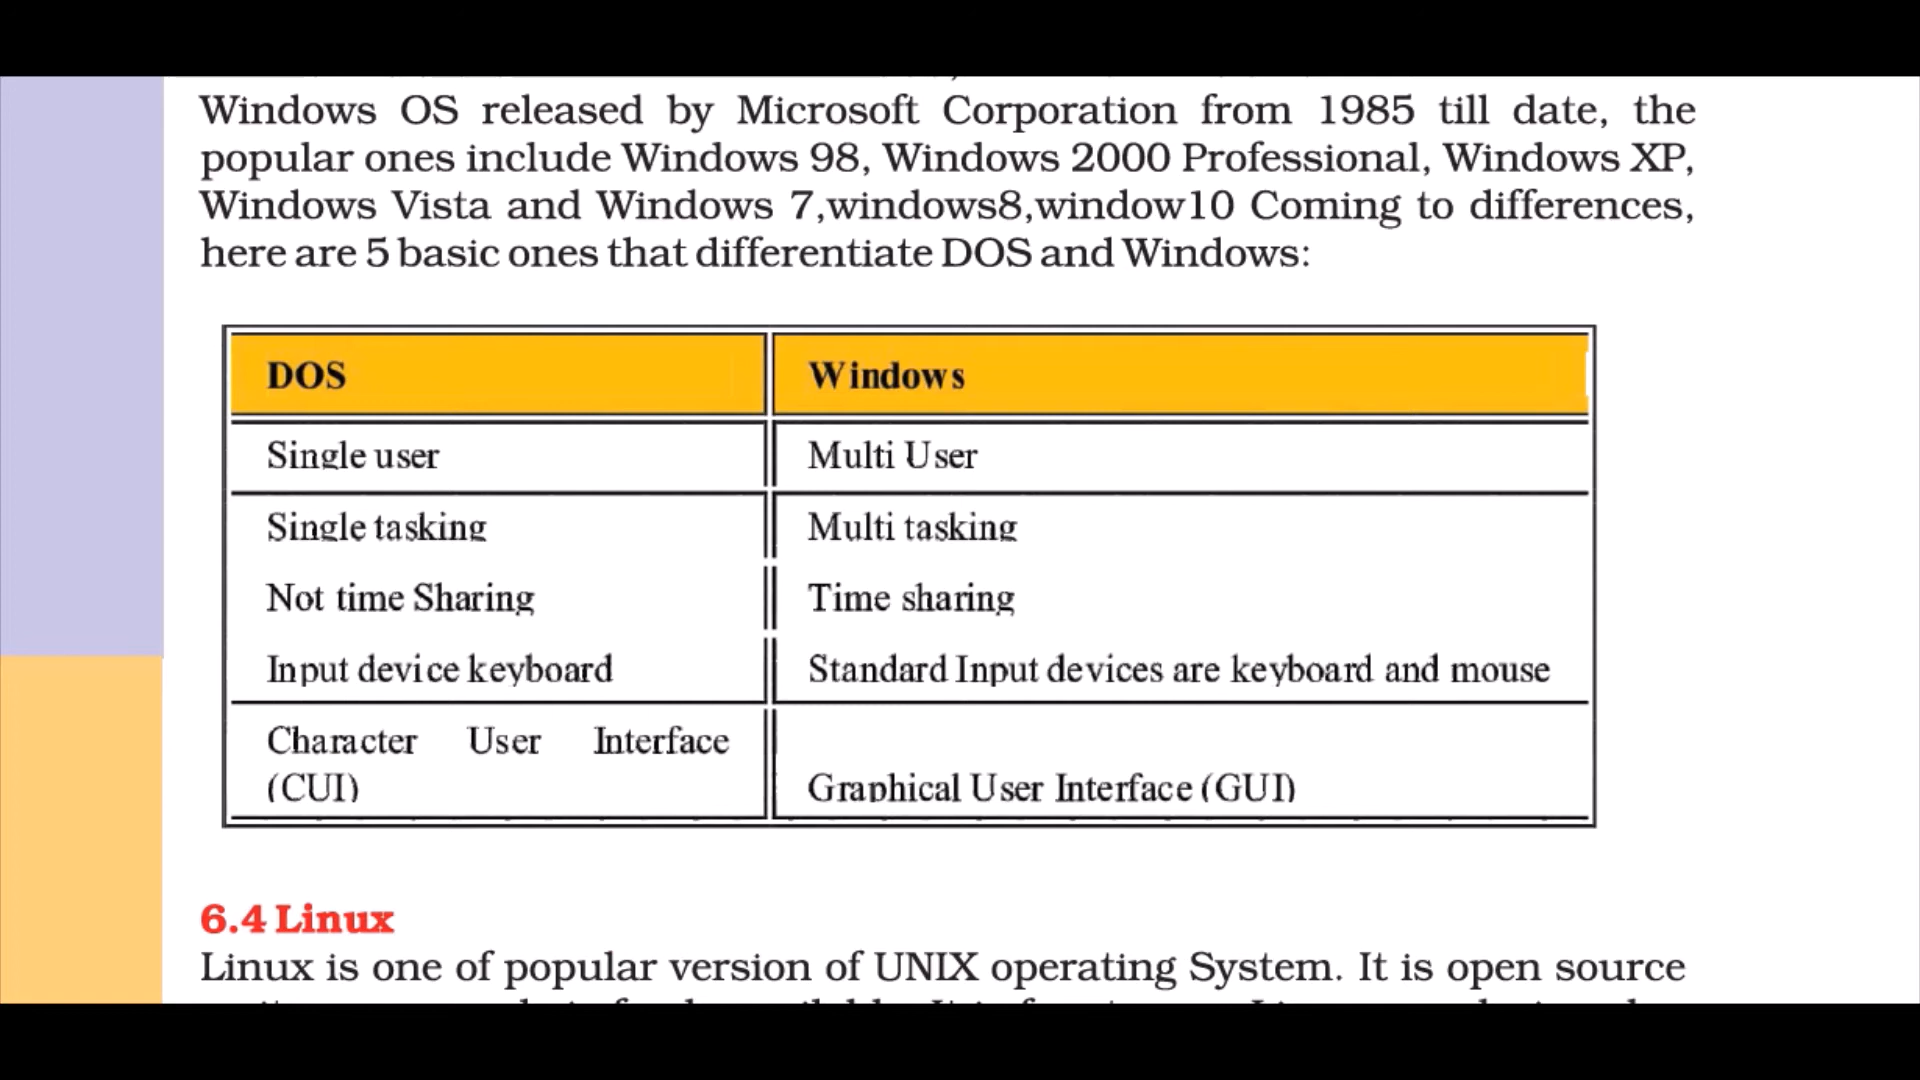 Windows OS released by Microsoft Corporation from 1985 till date, the
popular ones include Windows 98, Windows 2000 Professional, Windows XP,
Windows Vista and Windows 7,windows8,window10 Coming to differences,
here are 5 basic ones that differentiate DOS and Windows:
DOS Windows
Single user Multi User
Single tasking Multi tasking
Not time Sharing Time sharing
Input device keyboard Standard Input devices are keyboard and mouse
Character User Interface
(CUI) Graphical User Interface (GUI)
6.4 Linux
Linux is one of popular version of UNIX operating System. It is open source